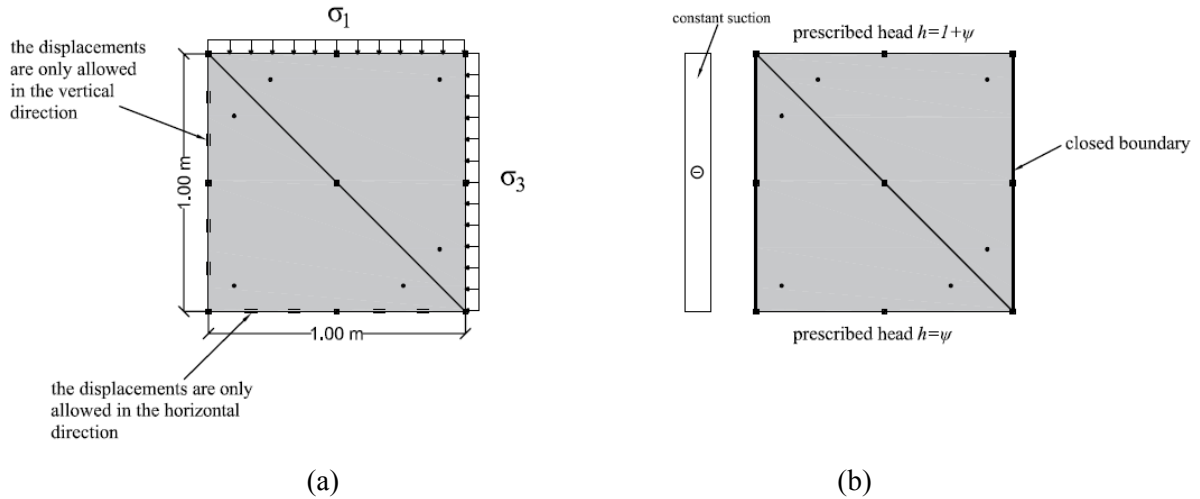 σ1
the displacements
are only allowed
in the vertical
direction
1.00 m
σ3
1.00 m
the displacements are only
allowed in the horizontal
direction
(a)
constant suction
prescribed head h=1+ψ
closed boundary
prescribed head h=ψ
(b)